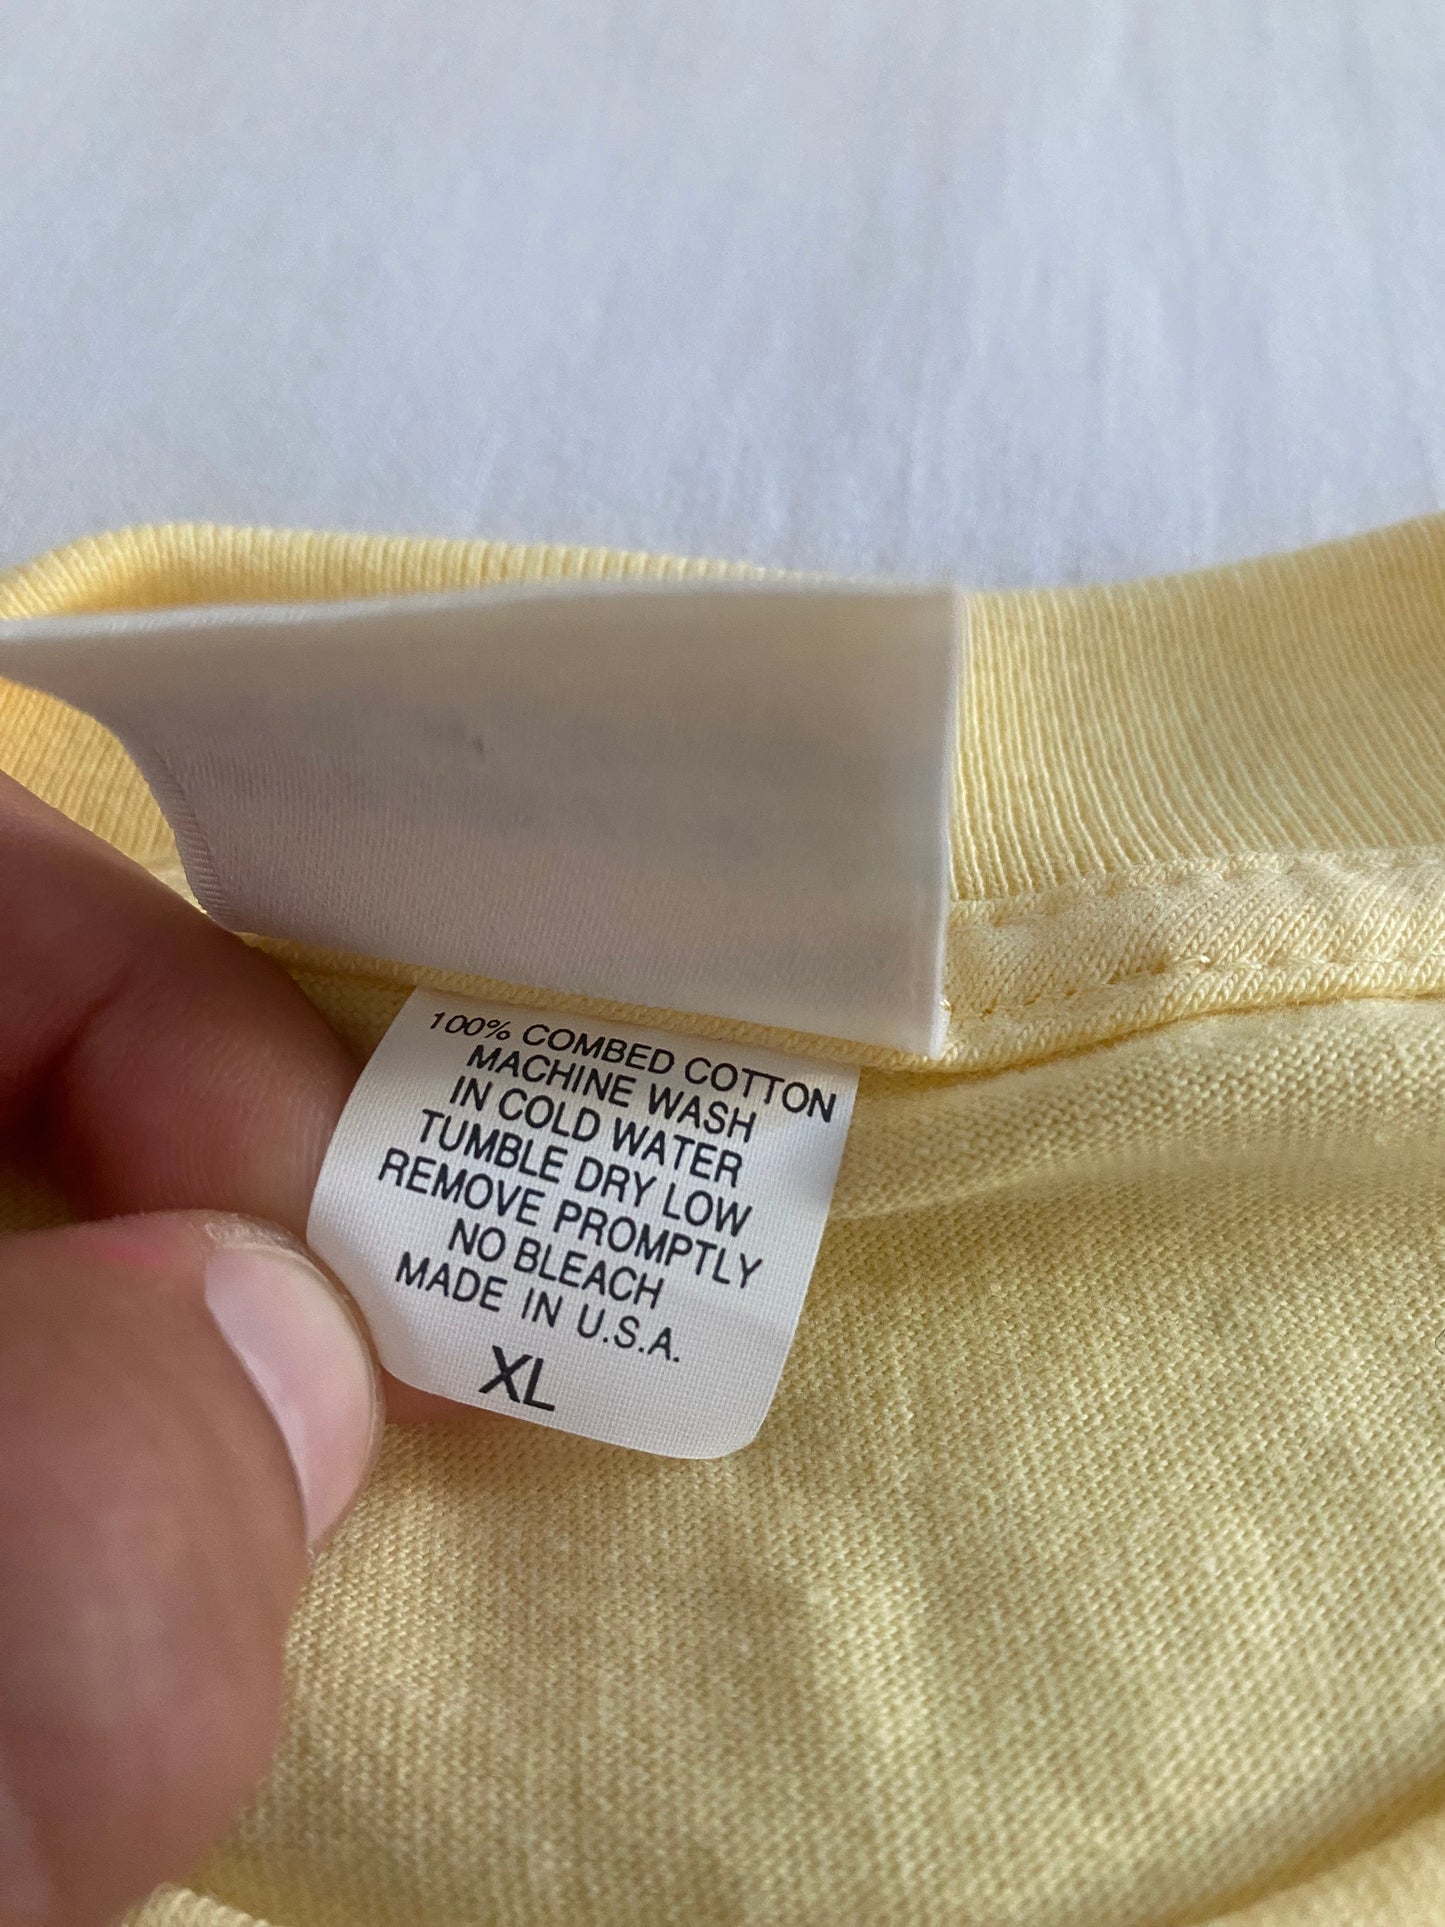 100% COMBED COTTON
MACHINE WASH
IN COLD WATER
TUMBLE DRY LOW
REMOVE PROMPTLY
NO BLEACH
MADE IN U.S.A.
XL